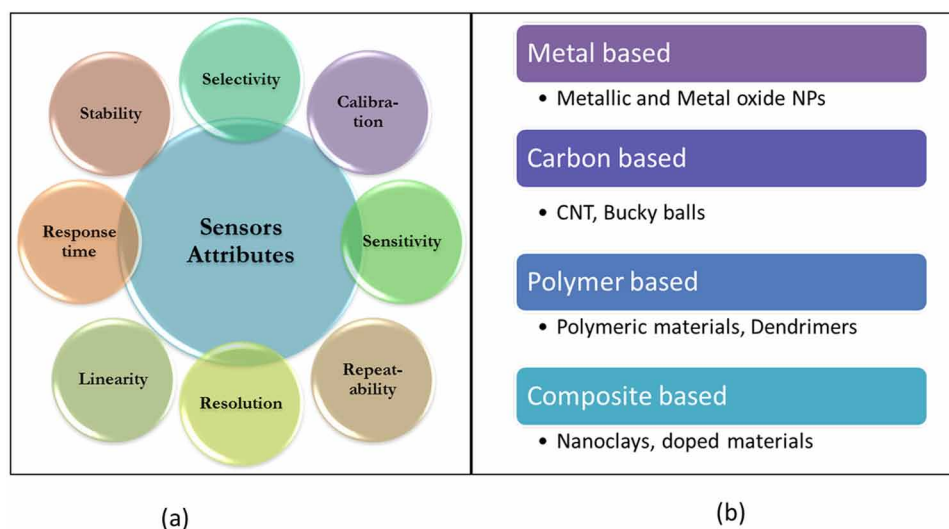 Selectivity
Calibra-
tion
Sensitivity
Repeat-
ability
Resolution
Linearity
Response
time
Stability
Sensors
Attributes
(a)
Metal based
• Metallic and Metal oxide NPs
Carbon based
• CNT, Bucky balls
Polymer based
• Polymeric materials, Dendrimers
Composite based
• Nanoclays, doped materials
(b)